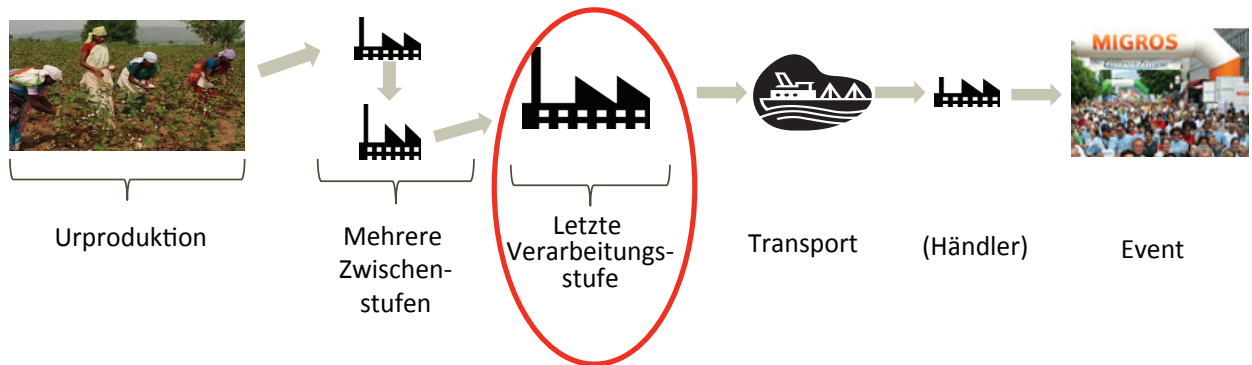 MIGROS
Urproduktion
Mehrere
Zwischen-
stufen
Letzte
Verarbeitungs-
stufe
Transport
(Händler)
Event